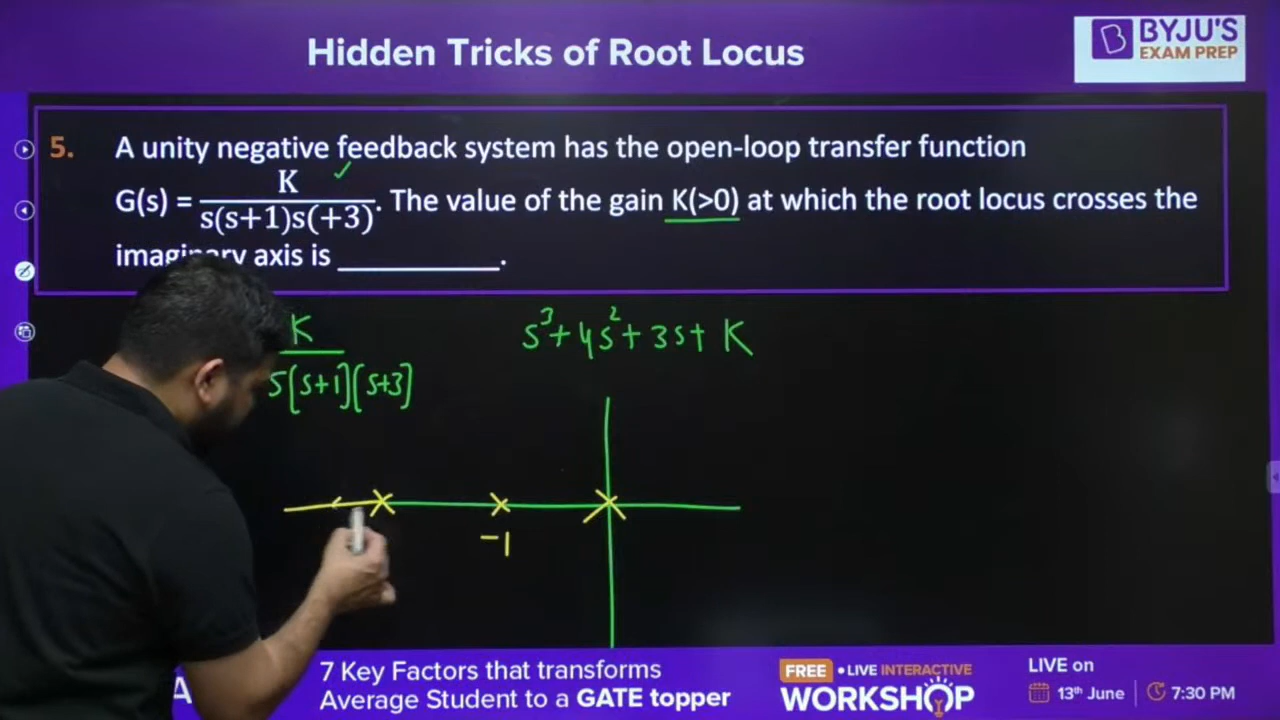 Hidden Tricks of Root Locus
BYJU'S
EXAM PREP
5. A unity negative feedback system has the open-loop transfer function
G(s) = K / s(s+1)s(+3). The value of the gain K(>0) at which the root locus crosses the
imaginary axis is __________.
K
s[s+1][s+3]
s³+4s²+3s+ K
-1
7 Key Factors that transforms
Average Student to a GATE topper
FREE • LIVE INTERACTIVE
WORKSHOP
LIVE on
13th June | 7:30 PM